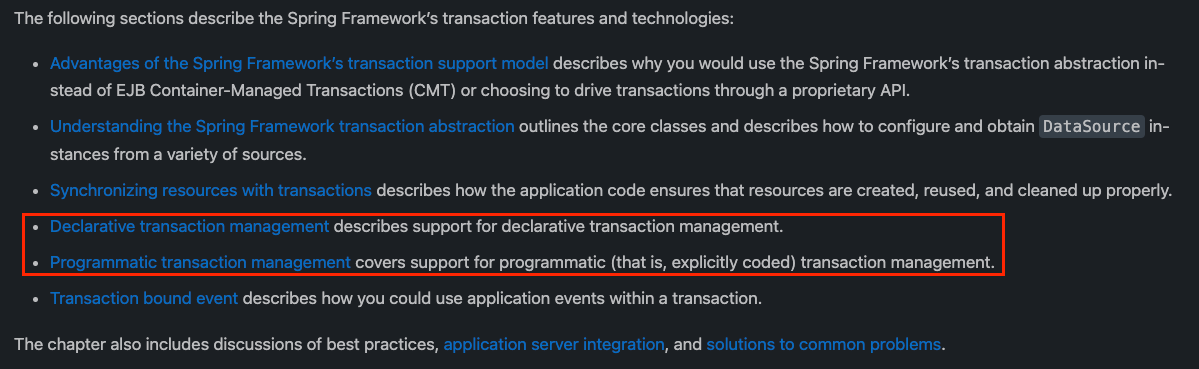 The following sections describe the Spring Framework’s transaction features and technologies:
• Advantages of the Spring Framework’s transaction support model describes why you would use the Spring Framework’s transaction abstraction in-
stead of EJB Container-Managed Transactions (CMT) or choosing to drive transactions through a proprietary API.
• Understanding the Spring Framework transaction abstraction outlines the core classes and describes how to configure and obtain DataSource in-
stances from a variety of sources.
• Synchronizing resources with transactions describes how the application code ensures that resources are created, reused, and cleaned up properly.
• Declarative transaction management describes support for declarative transaction management.
• Programmatic transaction management covers support for programmatic (that is, explicitly coded) transaction management.
• Transaction bound event describes how you could use application events within a transaction.
The chapter also includes discussions of best practices, application server integration, and solutions to common problems.